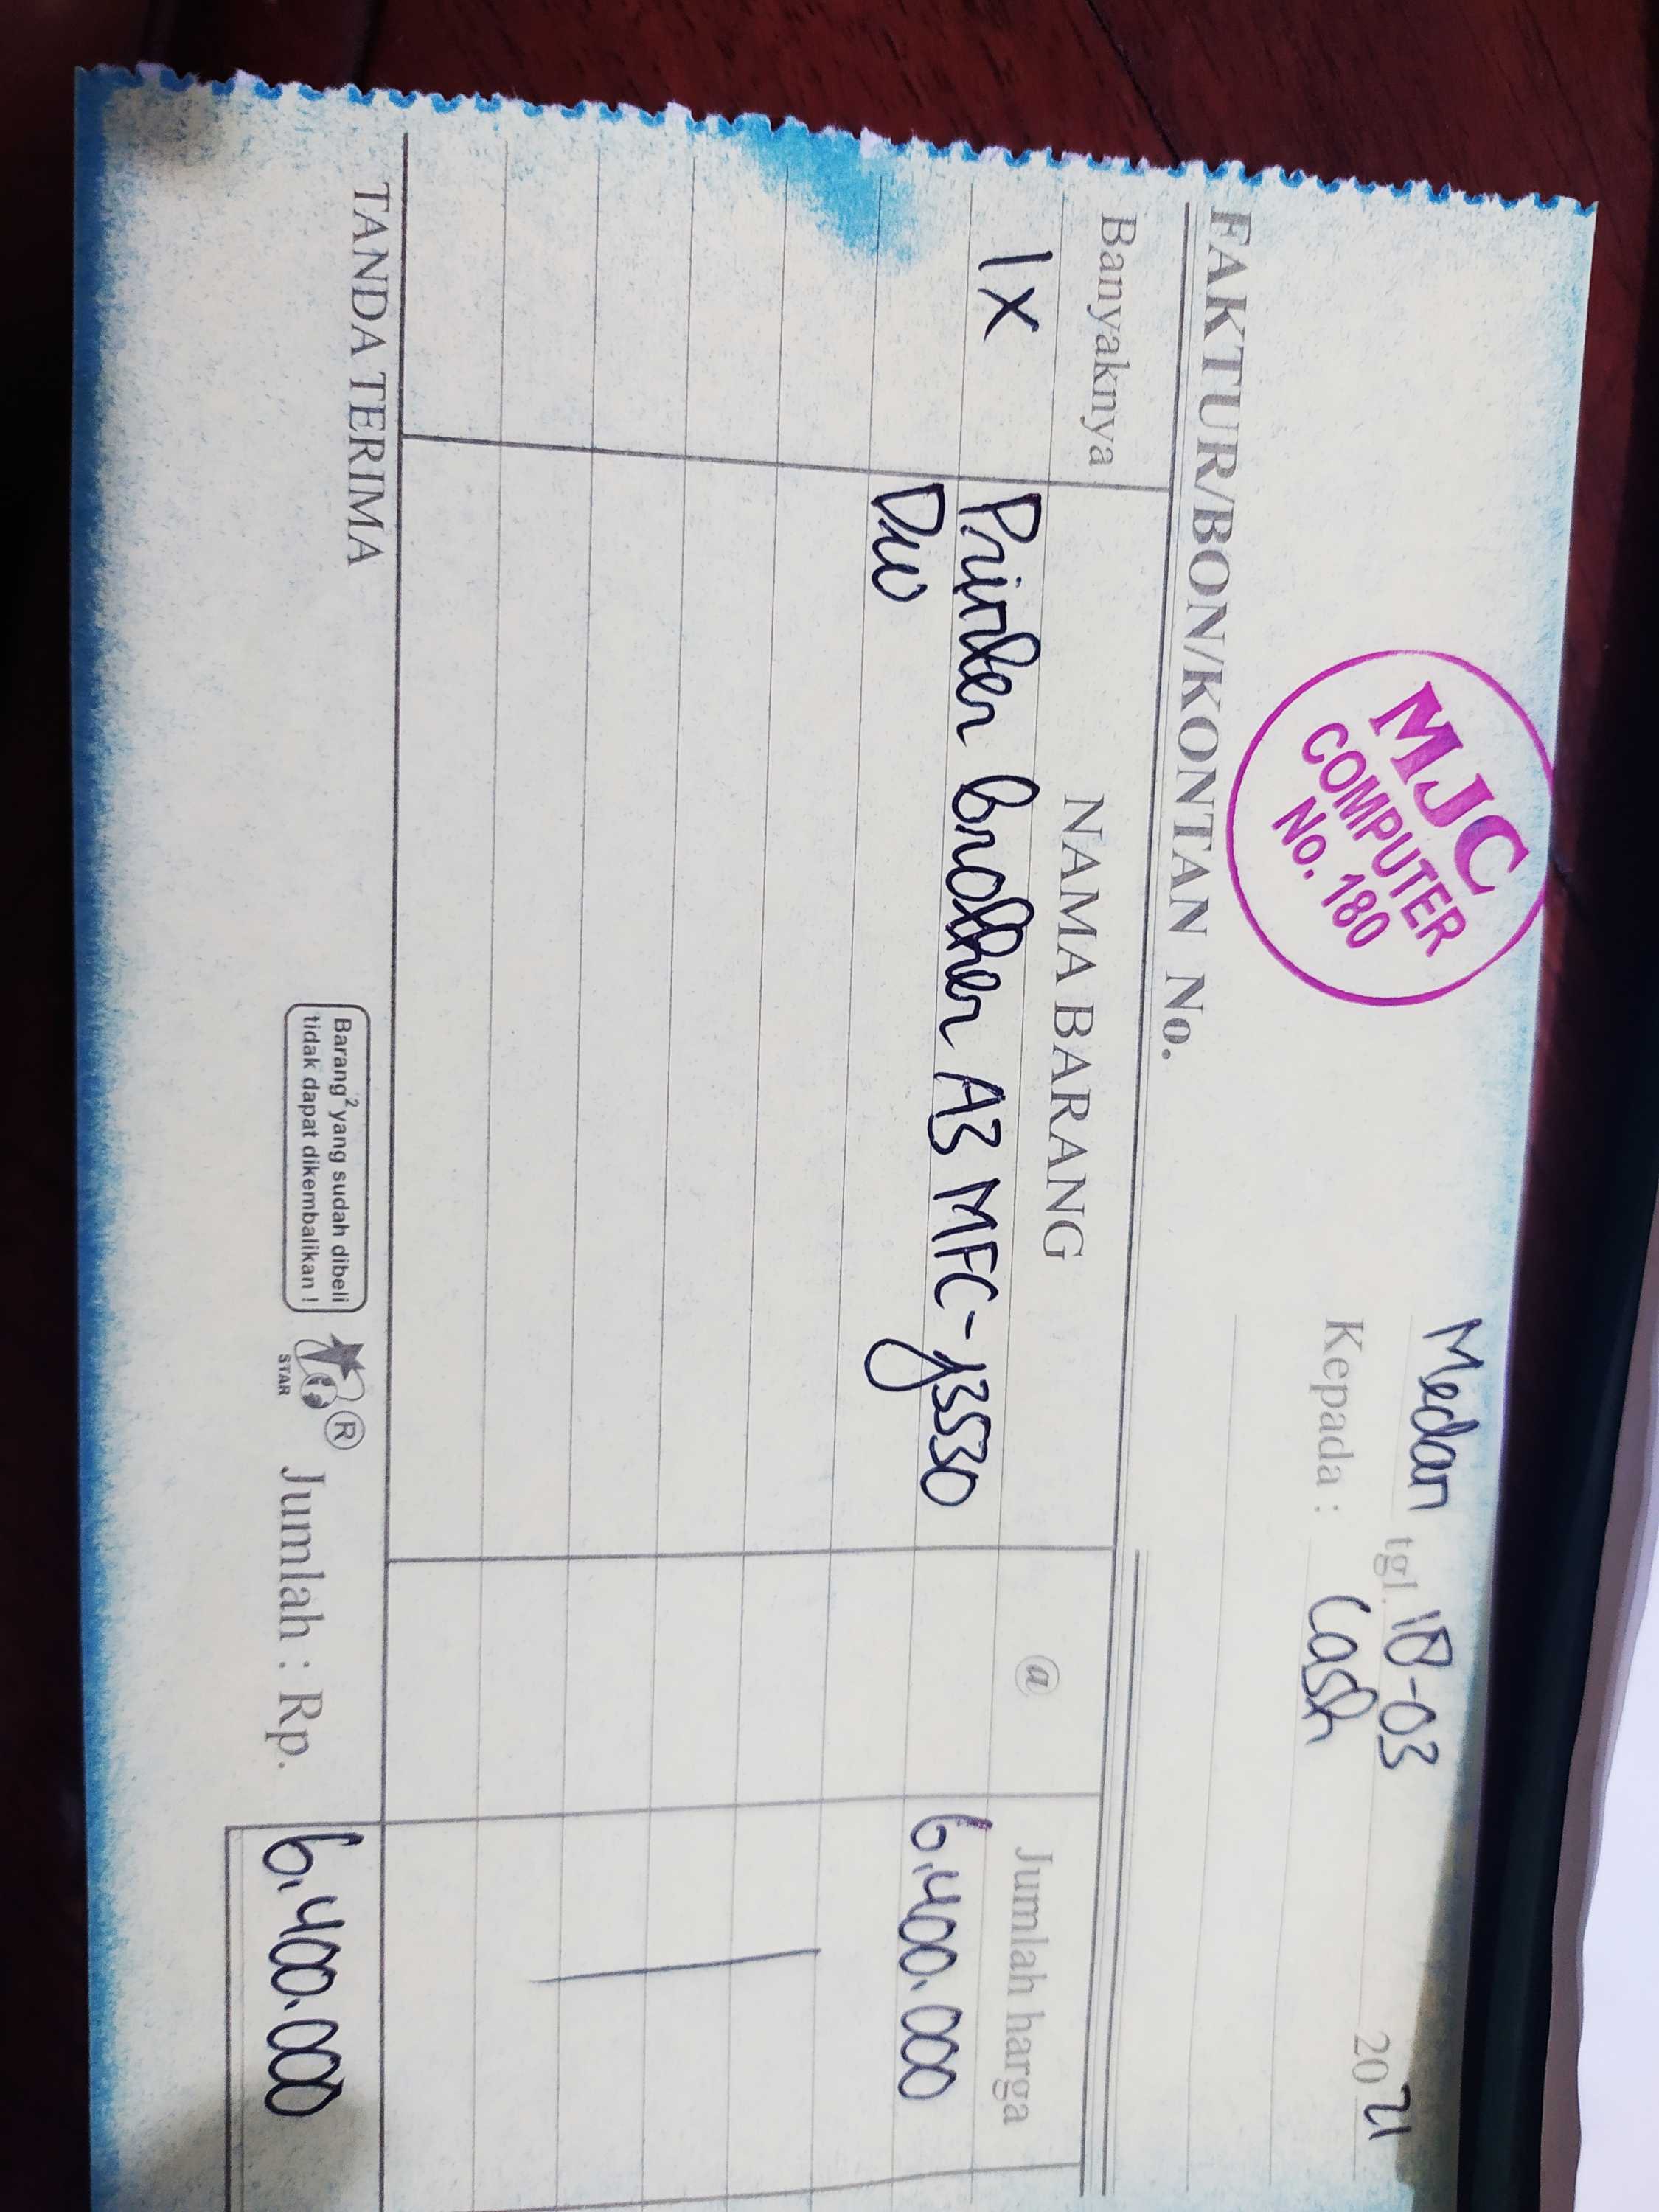 MJC
COMPUTER
No. 180
Medan tgl. 18-03 2021
Kepada : Cash
FAKTUR/BON/KONTAN No.
Banyaknya NAMA BARANG @ Jumlah harga
1 X Printer Brother A3 MFC-J3530 6.400.000
DW
TANDA TERIMA
Barang² yang sudah dibeli
tidak dapat dikembalikan !
STAR
®
Jumlah : Rp. 6.400.000